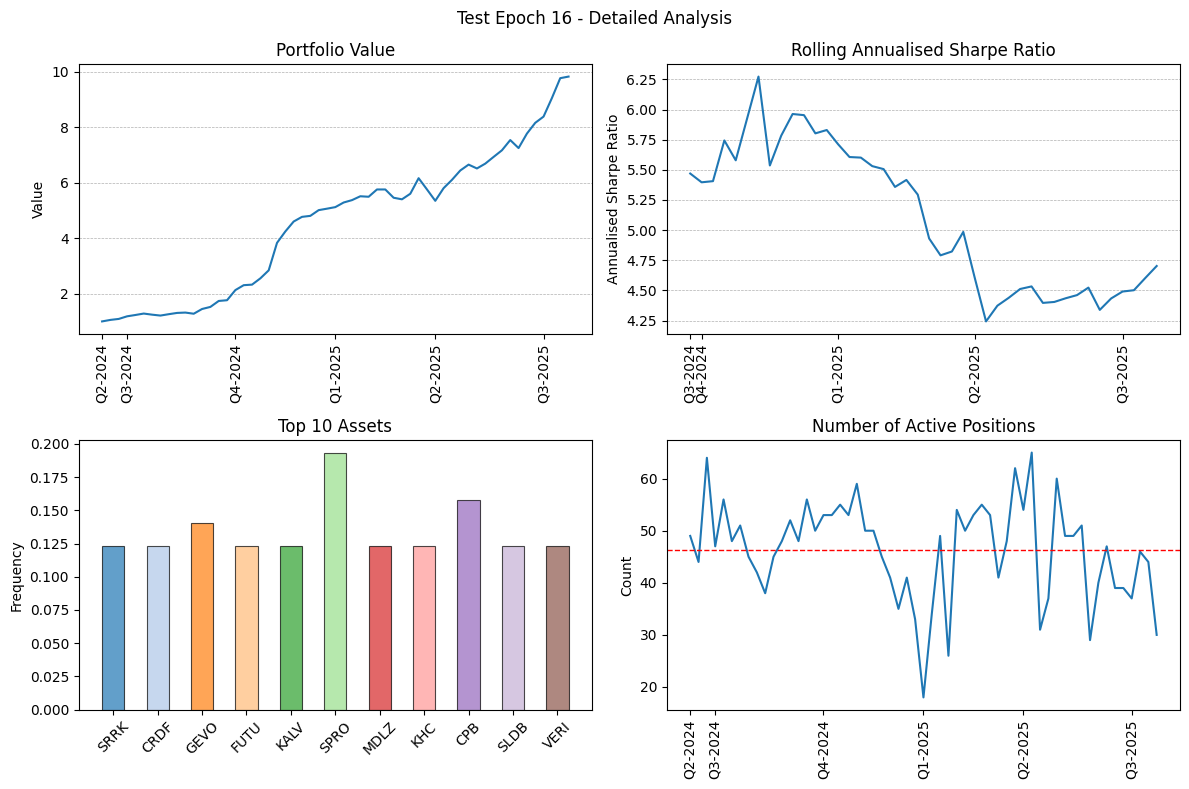 Test Epoch 16 - Detailed Analysis
Portfolio Value
Value
10
8
6
4
2
Q2-2024
Q3-2024
Q4-2024
Q1-2025
Q2-2025
Q3-2025
Rolling Annualised Sharpe Ratio
Annualised Sharpe Ratio
6.25
6.00
5.75
5.50
5.25
5.00
4.75
4.50
4.25
Q3-2024
Q4-2024
Q1-2025
Q2-2025
Q3-2025
Top 10 Assets
Frequency
0.200
0.175
0.150
0.125
0.100
0.075
0.050
0.025
0.000
SRRK
CRDF
GEVO
FUTU
KALV
SPRO
MDLZ
KHC
CPB
SLDB
VERI
Number of Active Positions
Count
60
50
40
30
20
Q2-2024
Q3-2024
Q4-2024
Q1-2025
Q2-2025
Q3-2025